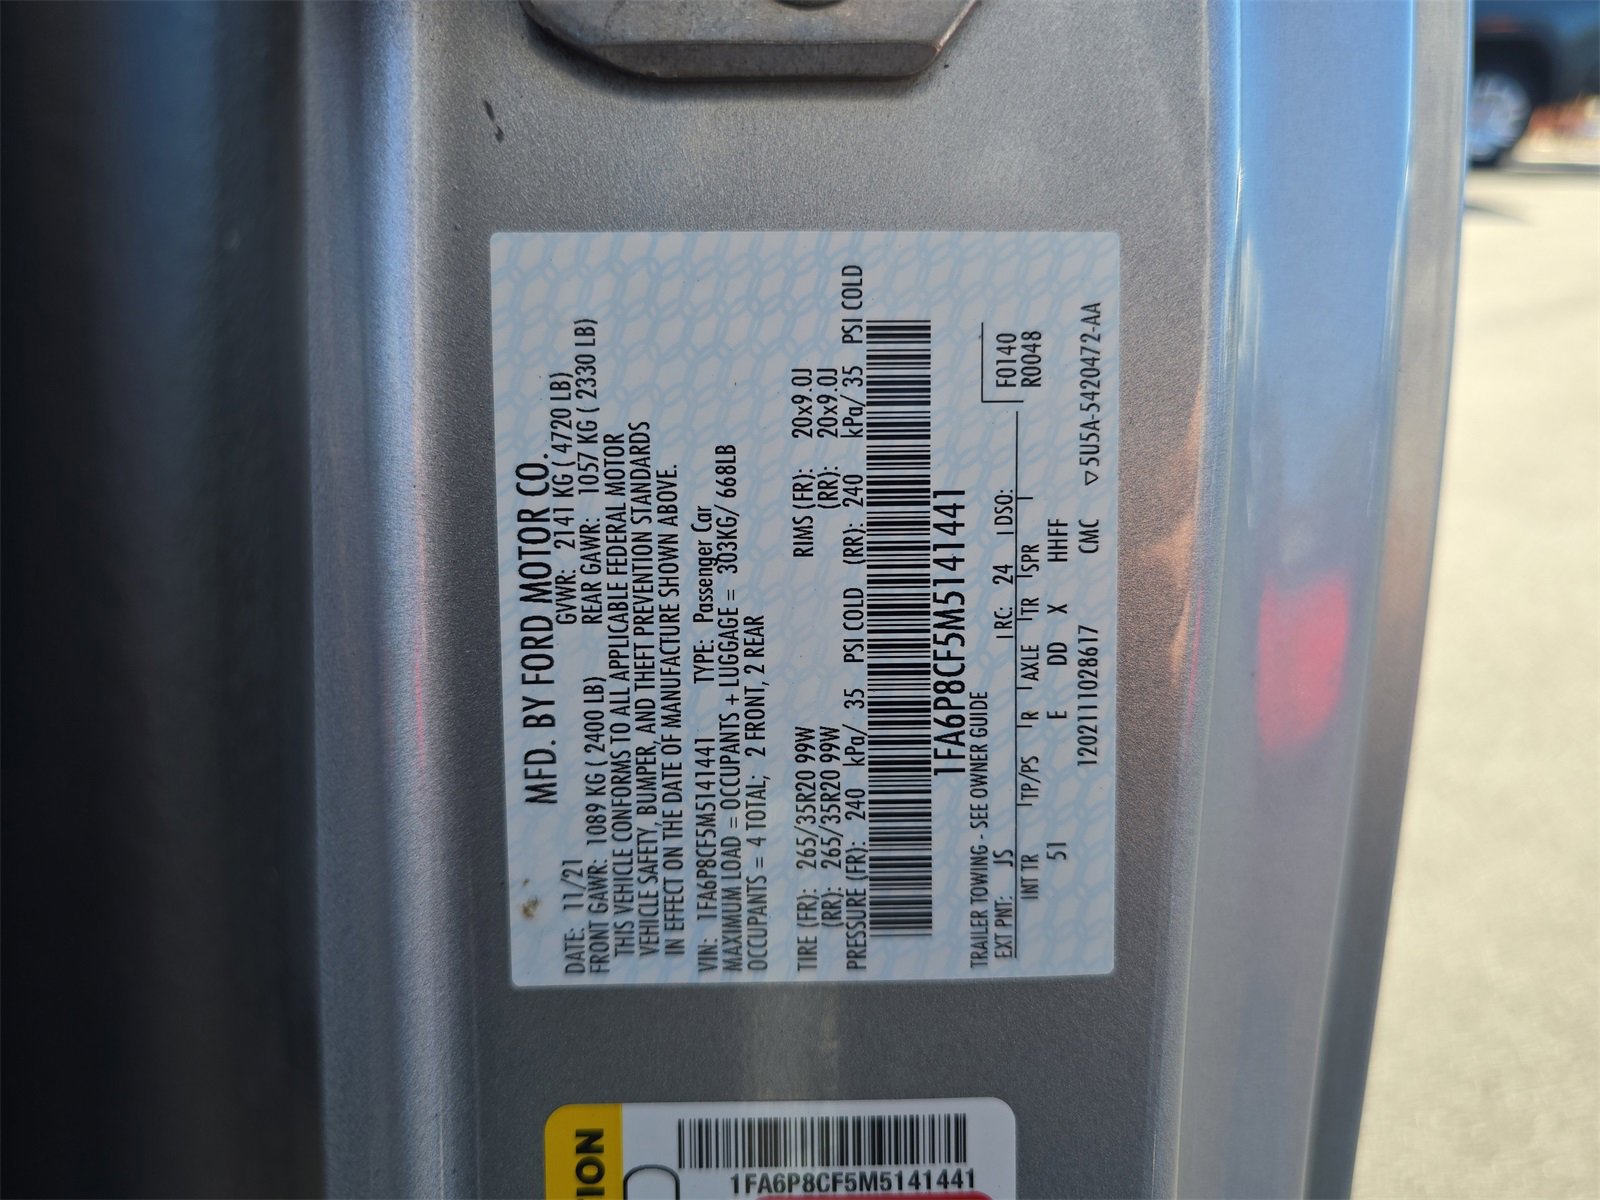 MFD. BY FORD MOTOR CO.
DATE: 11/21 GVWR: 2141 KG ( 4720 LB)
FRONT GAWR: 1089 KG ( 2400 LB) REAR GAWR: 1057 KG ( 2330 LB)
THIS VEHICLE CONFORMS TO ALL APPLICABLE FEDERAL MOTOR
VEHICLE SAFETY, BUMPER, AND THEFT PREVENTION STANDARDS
IN EFFECT ON THE DATE OF MANUFACTURE SHOWN ABOVE.
VIN: 1FA6P8CF5M5141441 TYPE: Passenger Car
MAXIMUM LOAD = OCCUPANTS + LUGGAGE = 303KG/ 668LB
OCCUPANTS = 4 TOTAL; 2 FRONT, 2 REAR
TIRE (FR): 265/35R20 99W RIMS (FR): 20x9.0J
(RR): 265/35R20 99W (RR): 20x9.0J
PRESSURE (FR): 240 kPa/ 35 PSI COLD (RR): 240 kPa/ 35 PSI COLD
1FA6P8CF5M5141441
TRAILER TOWING - SEE OWNER GUIDE
EXT PNT: JS RC: 24 DSO: F0140
INT TR TP/PS R AXLE TR SPR R0048
51 E DD X HHFF
1202111028617 CMC ▽5U5A-5420472-AA
TION
1FA6P8CF5M5141441